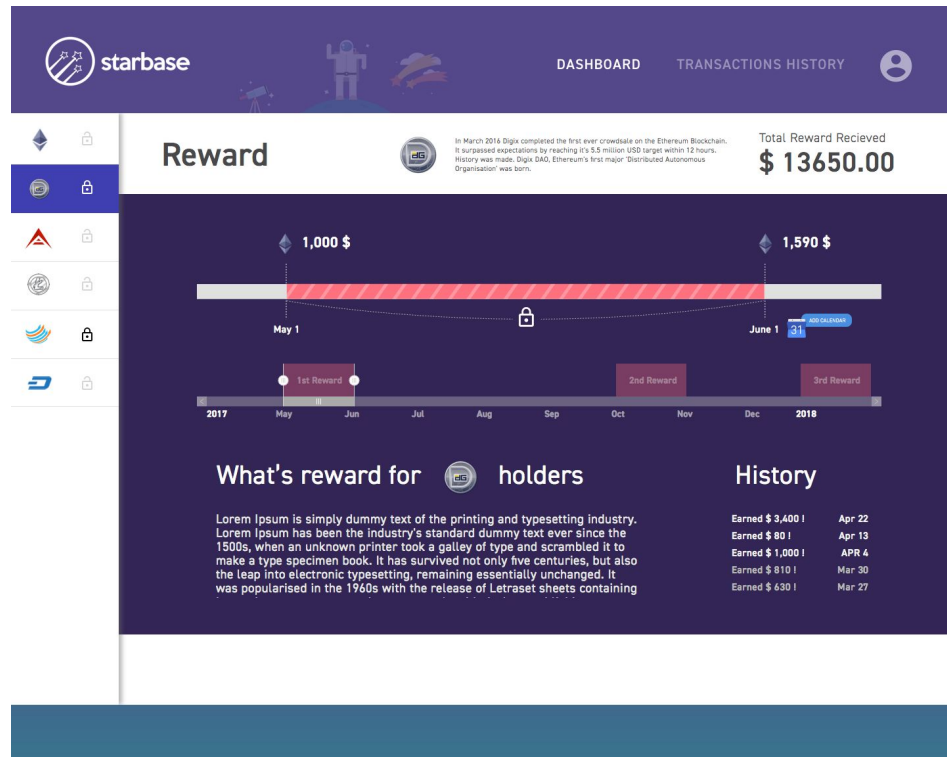 starbase
DASHBOARD
TRANSACTIONS HISTORY
Reward
dG
In March 2016 Digix completed the first ever crowdsale on the Ethereum Blockchain.
It surpassed expectations by reaching it's 5.5 million USD target within 12 hours.
History was made. Digix DAO, Ethereum's first major 'Distributed Autonomous
Organisation' was born.
Total Reward Recieved
$ 13650.00
1,000 $
1,590 $
May 1
June 1
31
ADD CALENDAR
1st Reward
2nd Reward
3rd Reward
2017 May Jun Jul Aug Sep Oct Nov Dec 2018
What's reward for dG holders
Lorem Ipsum is simply dummy text of the printing and typesetting industry.
Lorem Ipsum has been the industry's standard dummy text ever since the
1500s, when an unknown printer took a galley of type and scrambled it to
make a type specimen book. It has survived not only five centuries, but also
the leap into electronic typesetting, remaining essentially unchanged. It
was popularised in the 1960s with the release of Letraset sheets containing
History
Earned $ 3,400 ! Apr 22
Earned $ 80 ! Apr 13
Earned $ 1,000 ! APR 4
Earned $ 810 ! Mar 30
Earned $ 630 ! Mar 27